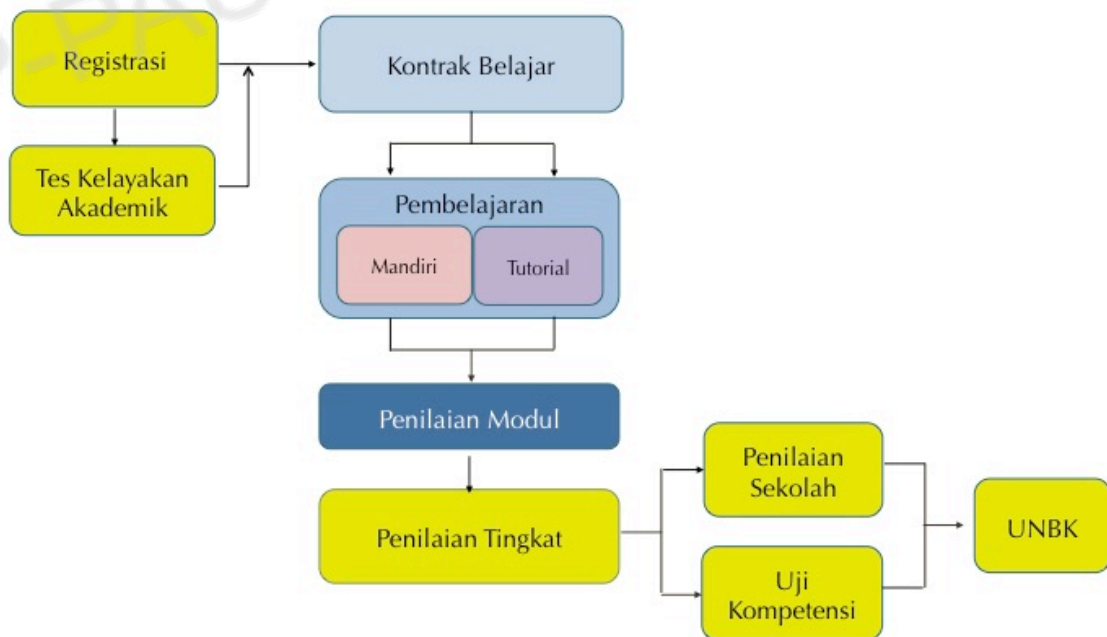 Registrasi
Kontrak Belajar
Tes Kelayakan
Akademik
Pembelajaran
Mandiri
Tutorial
Penilaian Modul
Penilaian Tingkat
Penilaian
Sekolah
Uji
Kompetensi
UNBK